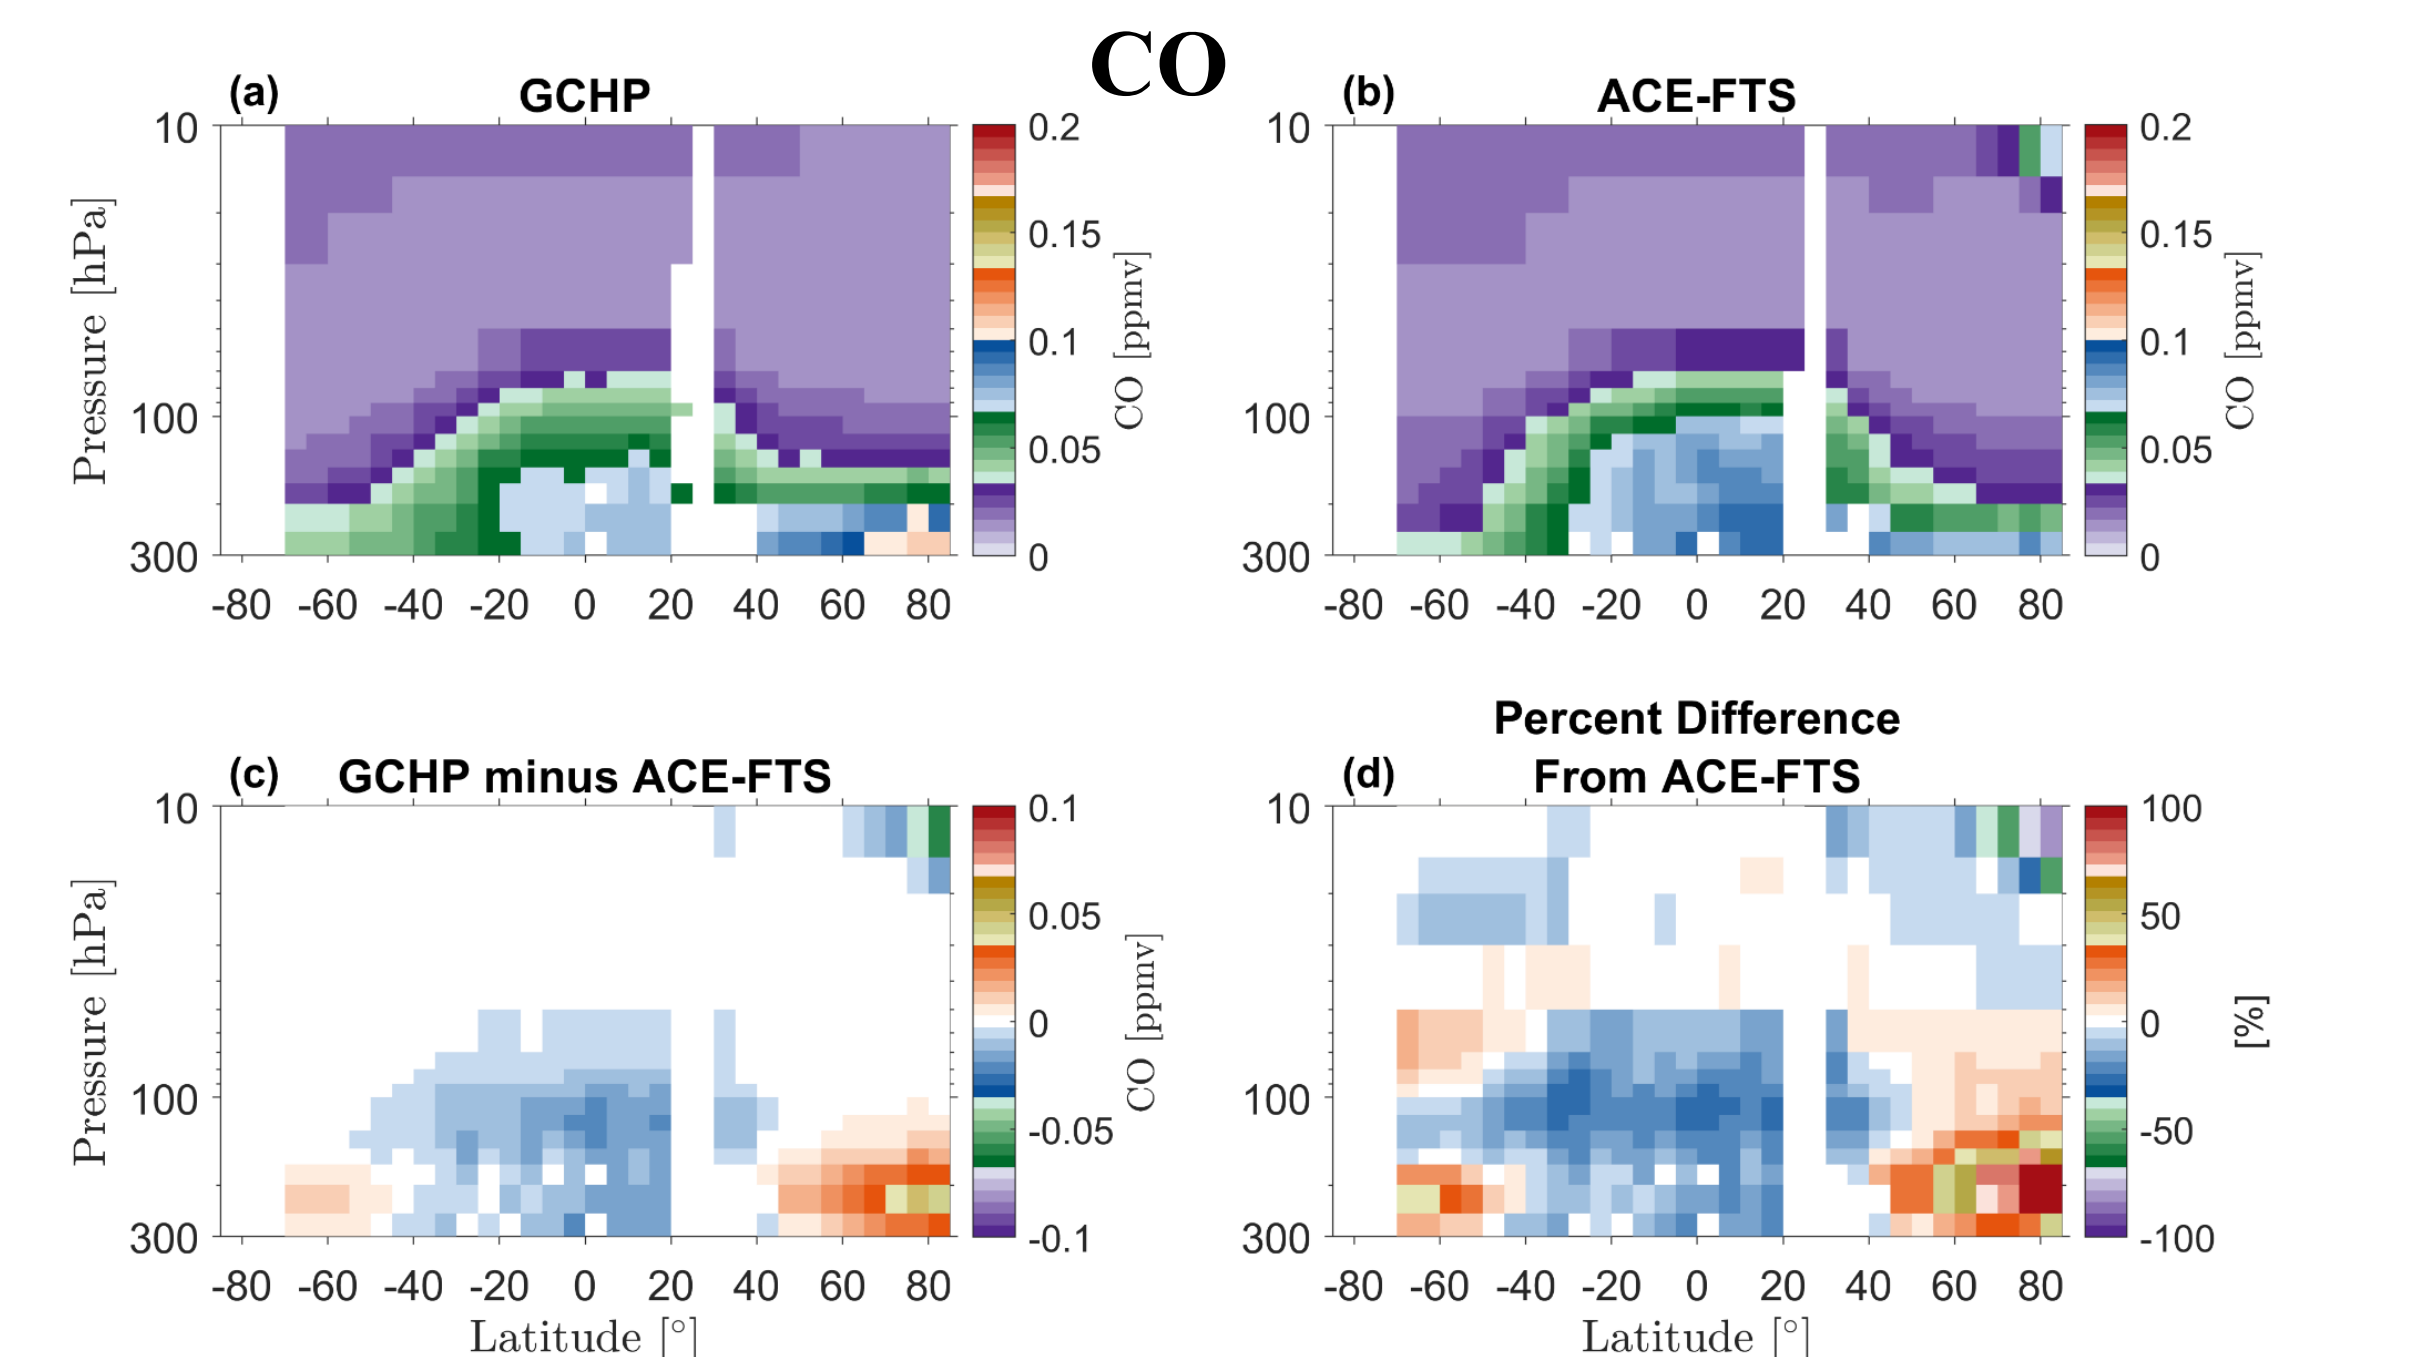 CO
(a) GCHP
(b) ACE-FTS
10
100
300
Pressure [hPa]
-80 -60 -40 -20 0 20 40 60 80
0.2
0.15
0.1
0.05
0
CO [ppmv]
10
100
300
-80 -60 -40 -20 0 20 40 60 80
0.2
0.15
0.1
0.05
0
CO [ppmv]
(c) GCHP minus ACE-FTS
10
100
300
Pressure [hPa]
-80 -60 -40 -20 0 20 40 60 80
Latitude [°]
0.1
0.05
0
-0.05
-0.1
CO [ppmv]
Percent Difference
(d) From ACE-FTS
10
100
300
-80 -60 -40 -20 0 20 40 60 80
Latitude [°]
100
50
0
-50
-100
[%]